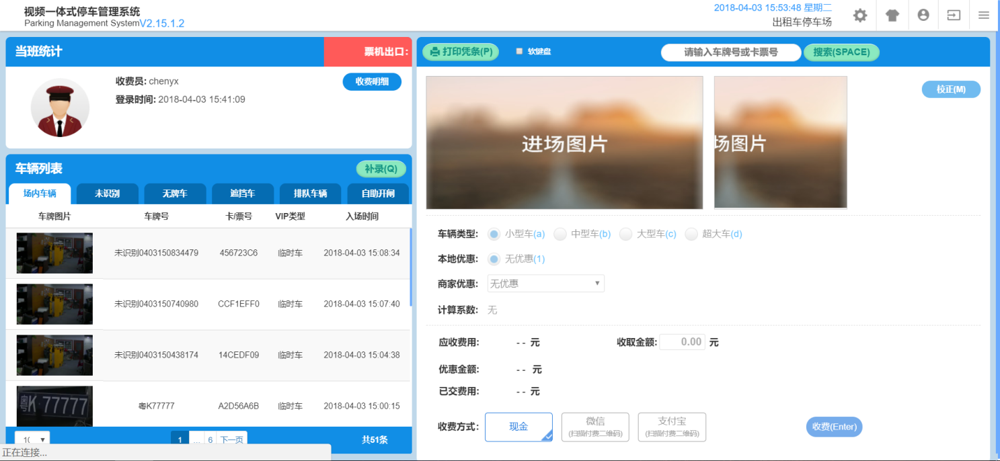 视频一体式停车管理系统
Parking Management SystemV2.15.1.2
2018-04-03 15:53:48 星期二
出租车停车场
当班统计
票机出口:
收费员: chenyx
收费明细
登录时间: 2018-04-03 15:41:09
车辆列表
补录(Q)
场内车辆 未识别 无牌车 遮挡车 排队车辆 自助开闸
车牌图片 车牌号 卡/票号 VIP类型 入场时间
未识别0403150834479 456723C6 临时车 2018-04-03 15:08:34
未识别0403150740980 CCF1EFF0 临时车 2018-04-03 15:07:40
未识别0403150438174 14CEDF09 临时车 2018-04-03 15:04:38
粤K 77777
粤K77777 A2D56A6B 临时车 2018-04-03 15:00:15
1 ... 6 下一页
共51条
正在连接...
打印凭条(P) 软键盘 请输入车牌号或卡票号 搜索(SPACE)
进场图片
场图片
校正(M)
车辆类型: 小型车(a) 中型车(b) 大型车(c) 超大车(d)
本地优惠: 无优惠(1)
商家优惠: 无优惠
计算系数: 无
应收费用: -- 元 收取金额: 0.00 元
优惠金额: -- 元
已交费用: -- 元
收费方式: 现金
微信
(扫描付费二维码)
支付宝
(扫描付费二维码)
收费(Enter)